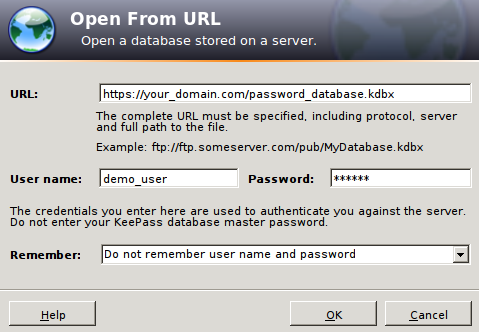 Open From URL
Open a database stored on a server.
URL: https://your_domain.com/password_database.kdbx
The complete URL must be specified, including protocol, server
and full path to the file.
Example: ftp://ftp.someserver.com/pub/MyDatabase.kdbx
User name: demo_user Password: ******
The credentials you enter here are used to authenticate you against the server.
Do not enter your KeePass database master password.
Remember: Do not remember user name and password
Help OK Cancel